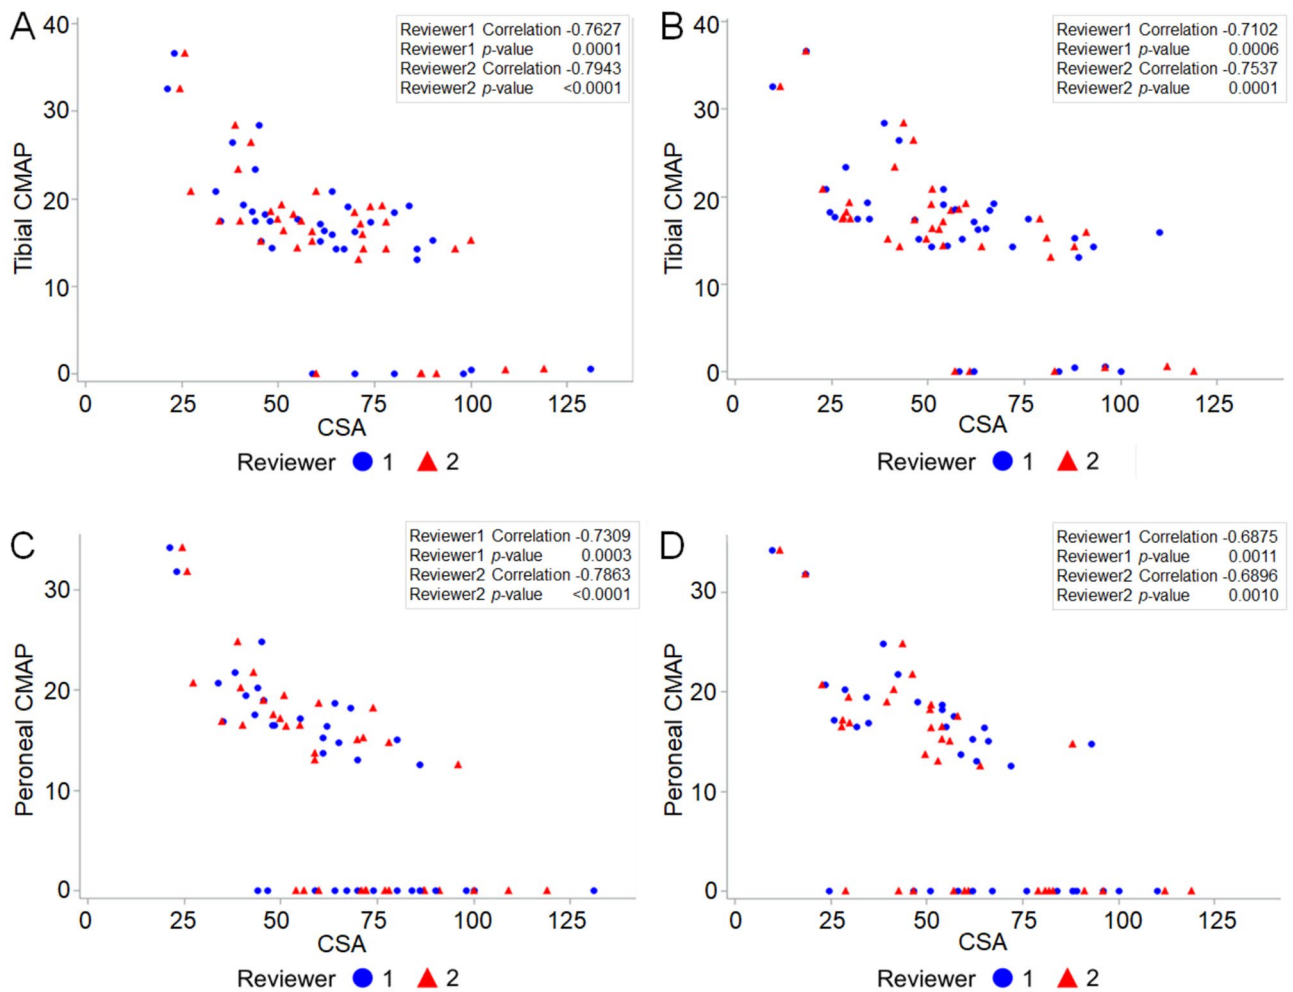 A
Reviewer1 Correlation -0.7627
Reviewer1 p-value 0.0001
Reviewer2 Correlation -0.7943
Reviewer2 p-value <0.0001
Tibial CMAP
40
30
20
10
0
0 25 50 75 100 125
CSA
Reviewer 1 2
B
Reviewer1 Correlation -0.7102
Reviewer1 p-value 0.0006
Reviewer2 Correlation -0.7537
Reviewer2 p-value 0.0001
Tibial CMAP
40
30
20
10
0
0 25 50 75 100 125
CSA
Reviewer 1 2
C
Reviewer1 Correlation -0.7309
Reviewer1 p-value 0.0003
Reviewer2 Correlation -0.7863
Reviewer2 p-value <0.0001
Peroneal CMAP
30
20
10
0
0 25 50 75 100 125
CSA
Reviewer 1 2
D
Reviewer1 Correlation -0.6875
Reviewer1 p-value 0.0011
Reviewer2 Correlation -0.6896
Reviewer2 p-value 0.0010
Peroneal CMAP
30
20
10
0
0 25 50 75 100 125
CSA
Reviewer 1 2